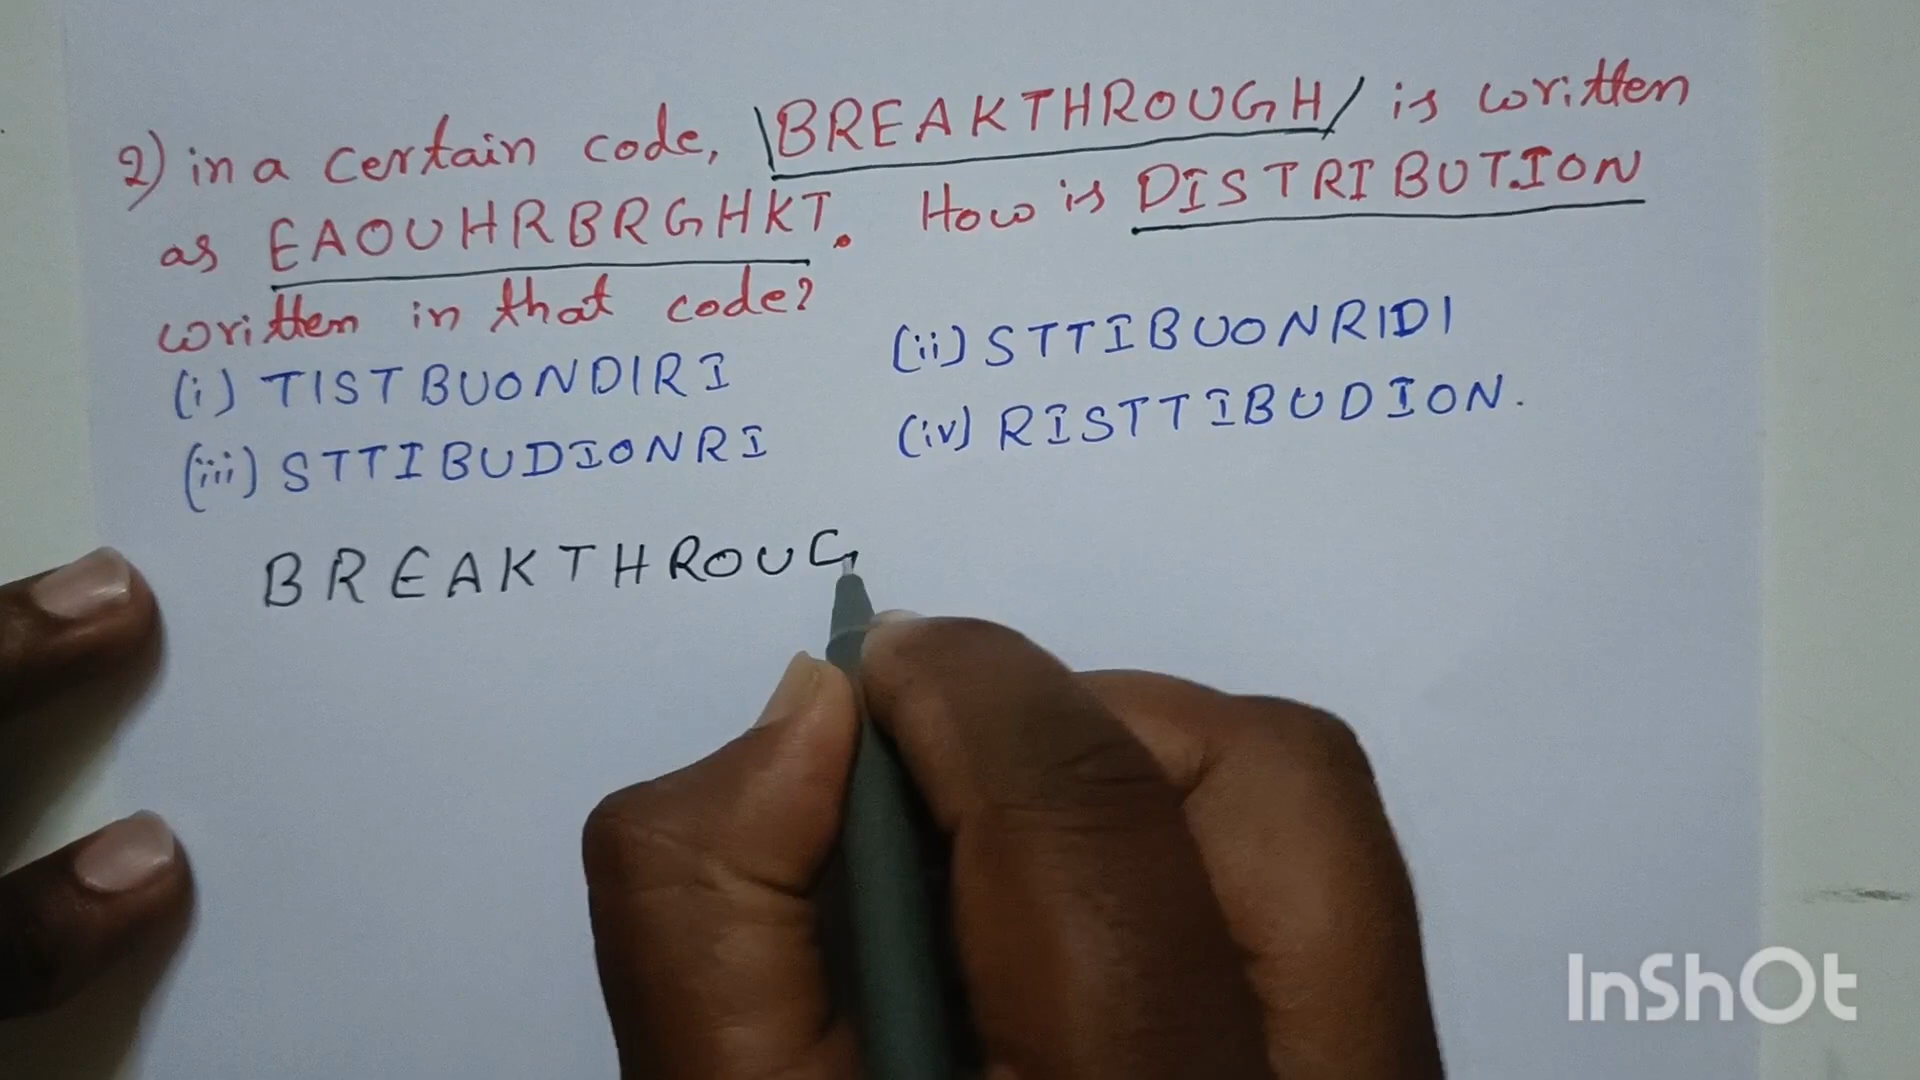 2) in a certain code, \BREAKTHROUGH/ is written
as EAOUHRBRGHKT. How is DISTRIBUTION
written in that code?
(i) TISTBUONDIRI (ii) STTIBUONRIDI
(iii) STTIBUDIONRI (iv) RISTTIBUDION.
BREAKTHROUG
InShOt